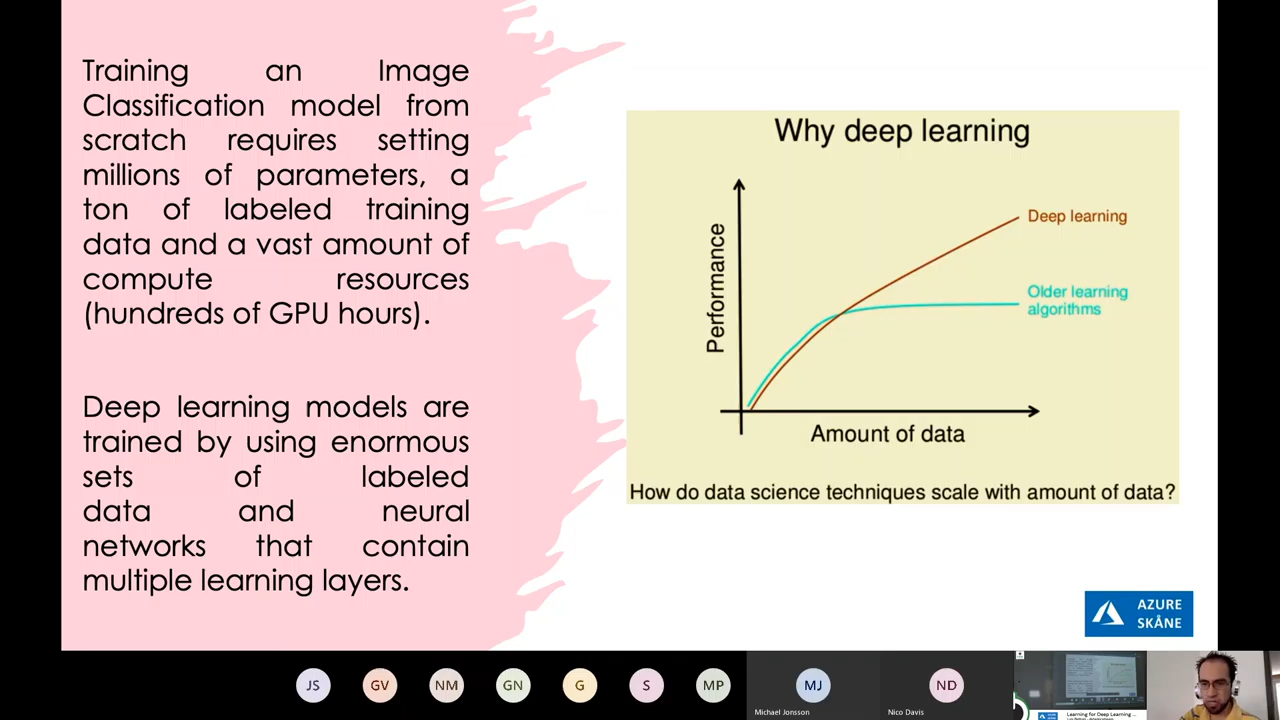 Training an Image
Classification model from
scratch requires setting
millions of parameters, a
ton of labeled training
data and a vast amount of
compute resources
(hundreds of GPU hours).
Deep learning models are
trained by using enormous
sets of labeled
data and neural
networks that contain
multiple learning layers.
Why deep learning
Performance
Deep learning
Older learning
algorithms
Amount of data
How do data science techniques scale with amount of data?
AZURE
SKÅNE
JS
GV
NM
GN
G
S
MP
MJ
Michael Jonsson
ND
Nico Davis
Learning for Deep Learning ...